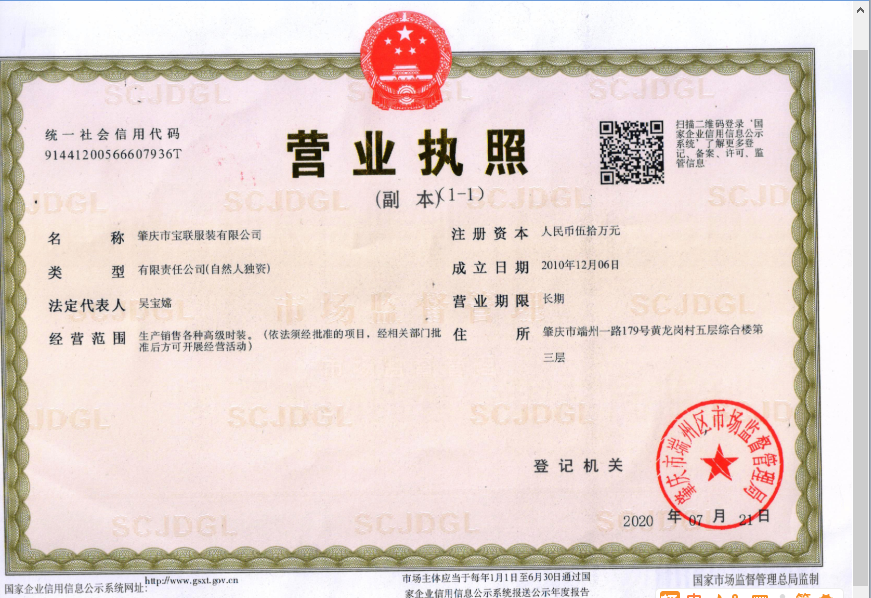 统一社会信用代码
91441200566607936T
营业执照
(副 本)(1-1)
扫描二维码登录‘国
家企业信用信息公示
系统’了解更多登
记、备案、许可、监
管信息
名 称 肇庆市宝联服装有限公司
类 型 有限责任公司(自然人独资)
法定代表人 吴宝嫦
经营范围 生产销售各种高级时装。(依法须经批准的项目，经相关部门批
准后方可开展经营活动)
注册资本 人民币伍拾万元
成立日期 2010年12月06日
营业期限 长期
住 所 肇庆市端州一路179号黄龙岗村五层综合楼第
三层
登记机关
肇庆市端州区市场监督管理局
2020 年 07 月 21 日
国家企业信用信息公示系统网址:http://www.gsxt.gov.cn
市场主体应当于每年1月1日至6月30日通过国
家企业信用信息公示系统报送公示年度报告
国家市场监督管理总局监制
SCJDGL
市场监督管理